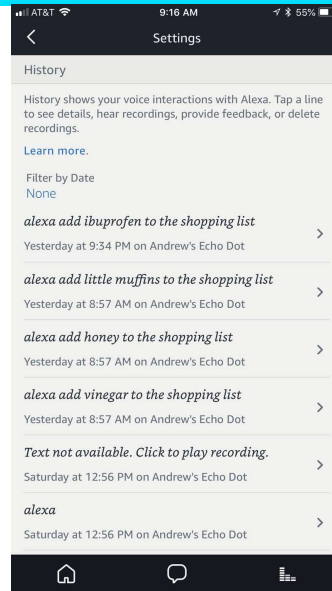 AT&T 9:16 AM 55%
Settings
History
History shows your voice interactions with Alexa. Tap a line
to see details, hear recordings, provide feedback, or delete
recordings.
Learn more.
Filter by Date
None
alexa add ibuprofen to the shopping list
Yesterday at 9:34 PM on Andrew's Echo Dot
alexa add little muffins to the shopping list
Yesterday at 8:57 AM on Andrew's Echo Dot
alexa add honey to the shopping list
Yesterday at 8:57 AM on Andrew's Echo Dot
alexa add vinegar to the shopping list
Yesterday at 8:57 AM on Andrew's Echo Dot
Text not available. Click to play recording.
Saturday at 12:56 PM on Andrew's Echo Dot
alexa
Saturday at 12:56 PM on Andrew's Echo Dot